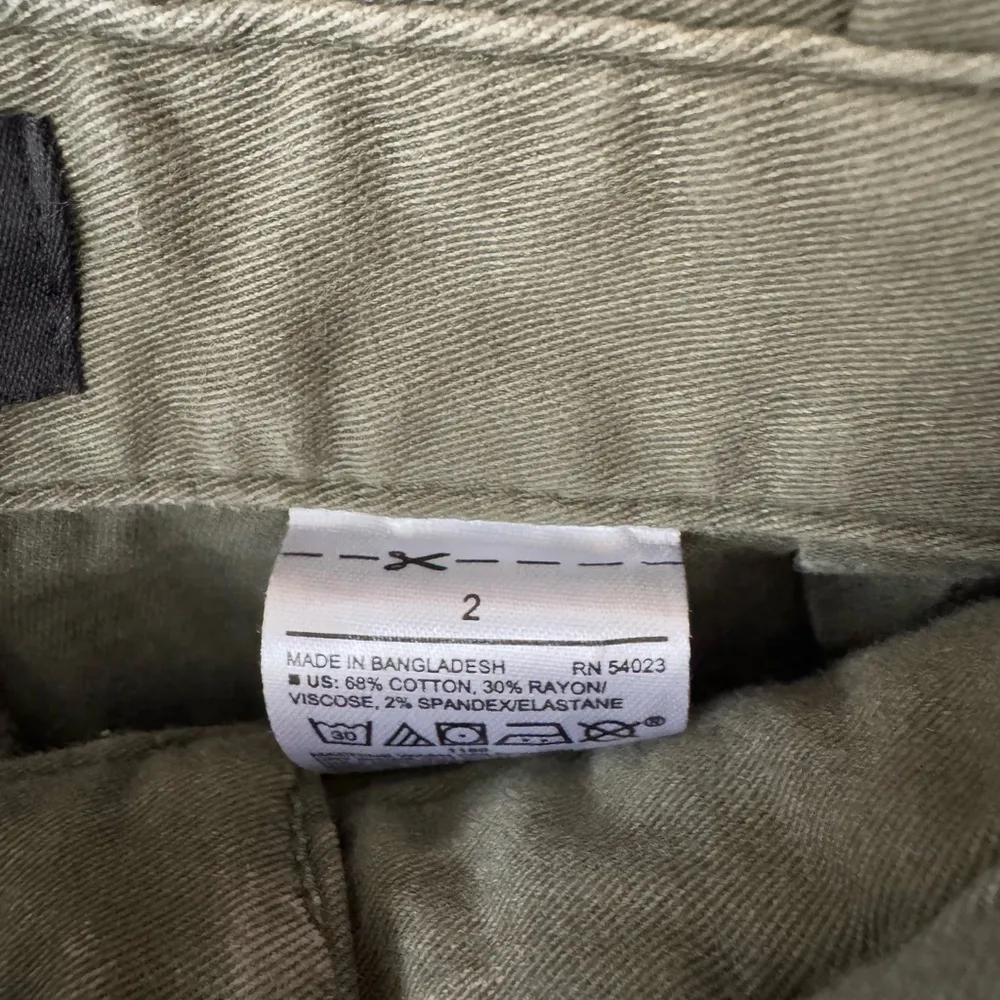 2
MADE IN BANGLADESH RN 54023
US: 68% COTTON, 30% RAYON/
VISCOSE, 2% SPANDEX/ELASTANE
30 ®